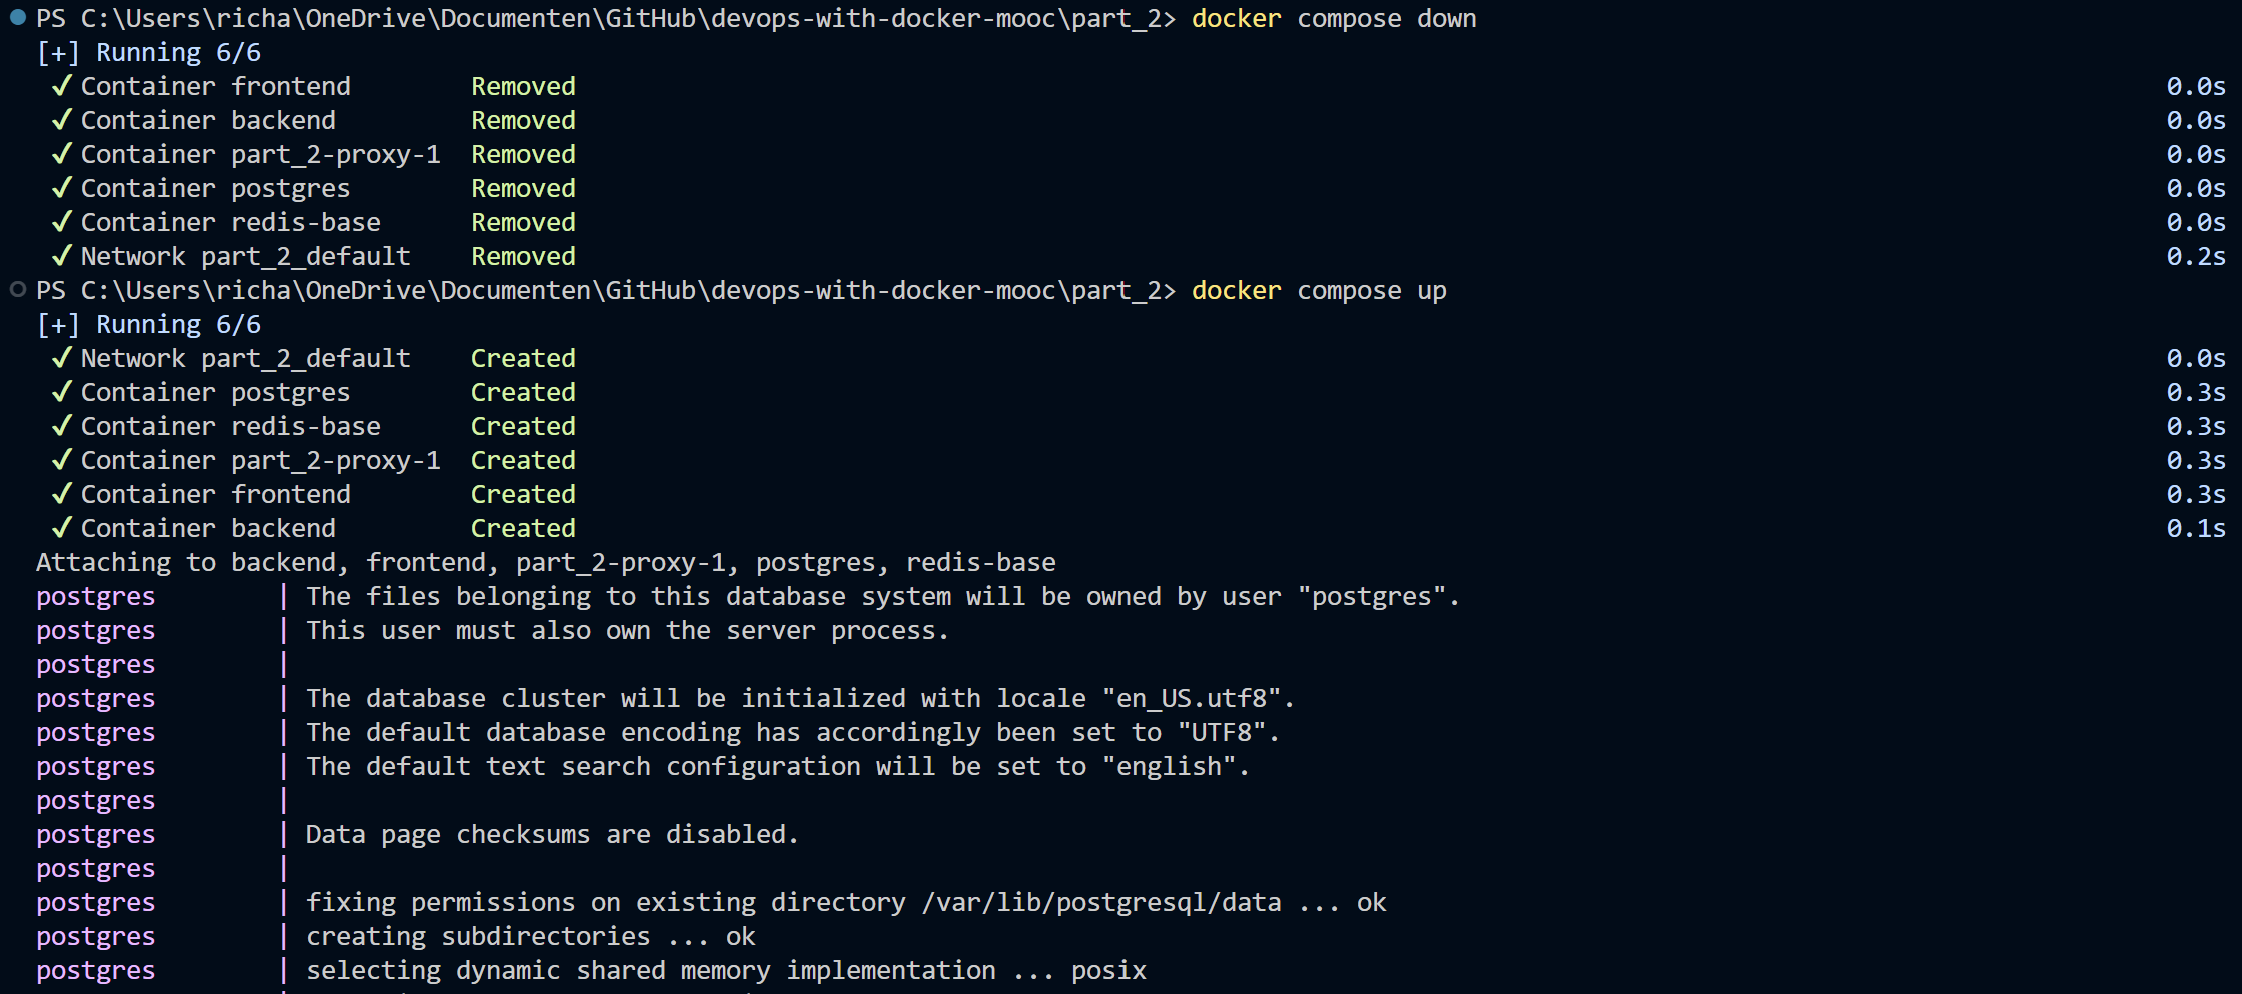 PS C:\Users\richa\OneDrive\Documenten\GitHub\devops-with-docker-mooc\part_2> docker compose down
[+] Running 6/6
✓ Container frontend Removed 0.0s
✓ Container backend Removed 0.0s
✓ Container part_2-proxy-1 Removed 0.0s
✓ Container postgres Removed 0.0s
✓ Container redis-base Removed 0.0s
✓ Network part_2_default Removed 0.2s
PS C:\Users\richa\OneDrive\Documenten\GitHub\devops-with-docker-mooc\part_2> docker compose up
[+] Running 6/6
✓ Network part_2_default Created 0.0s
✓ Container postgres Created 0.3s
✓ Container redis-base Created 0.3s
✓ Container part_2-proxy-1 Created 0.3s
✓ Container frontend Created 0.3s
✓ Container backend Created 0.1s
Attaching to backend, frontend, part_2-proxy-1, postgres, redis-base
postgres | The files belonging to this database system will be owned by user "postgres".
postgres | This user must also own the server process.
postgres |
postgres | The database cluster will be initialized with locale "en_US.utf8".
postgres | The default database encoding has accordingly been set to "UTF8".
postgres | The default text search configuration will be set to "english".
postgres |
postgres | Data page checksums are disabled.
postgres |
postgres | fixing permissions on existing directory /var/lib/postgresql/data ... ok
postgres | creating subdirectories ... ok
postgres | selecting dynamic shared memory implementation ... posix